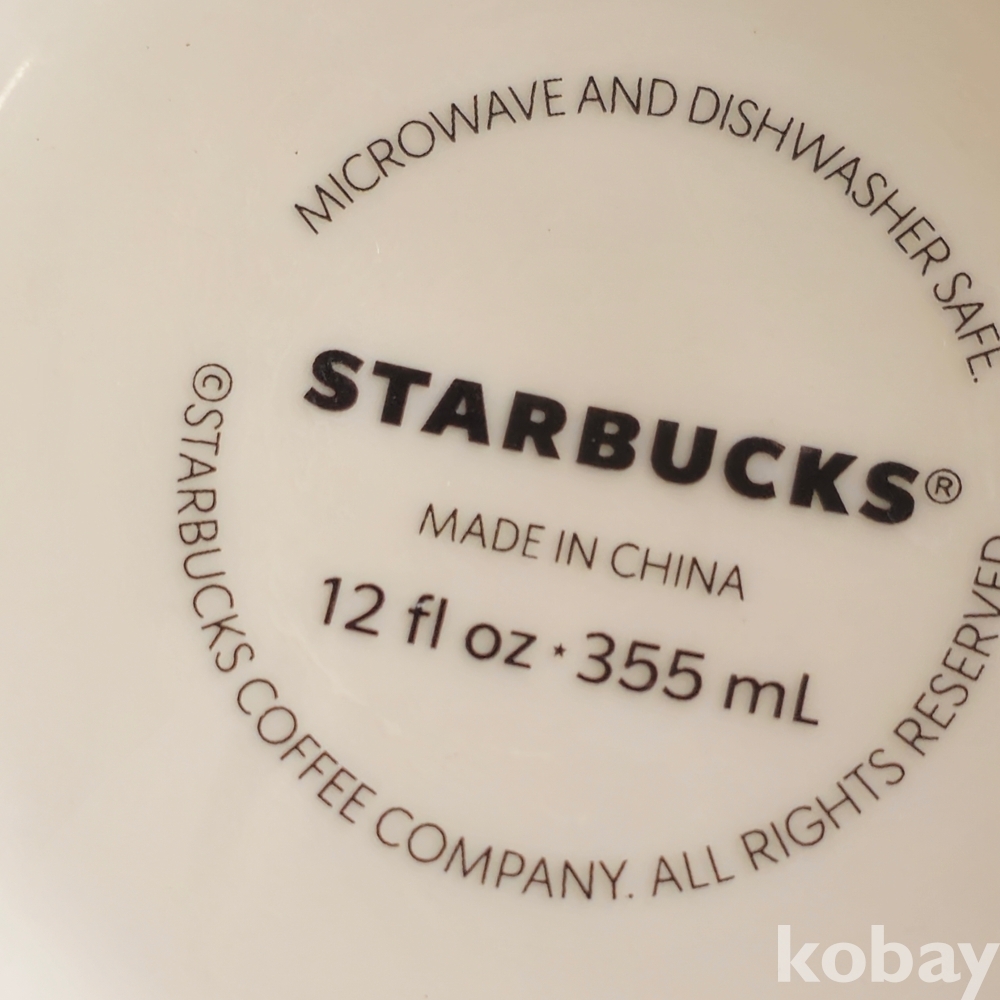 MICROWAVE AND DISHWASHER SAFE.
STARBUCKS®
MADE IN CHINA
12 fl oz ⋆ 355 mL
©STARBUCKS COFFEE COMPANY. ALL RIGHTS RESERVED
kobay